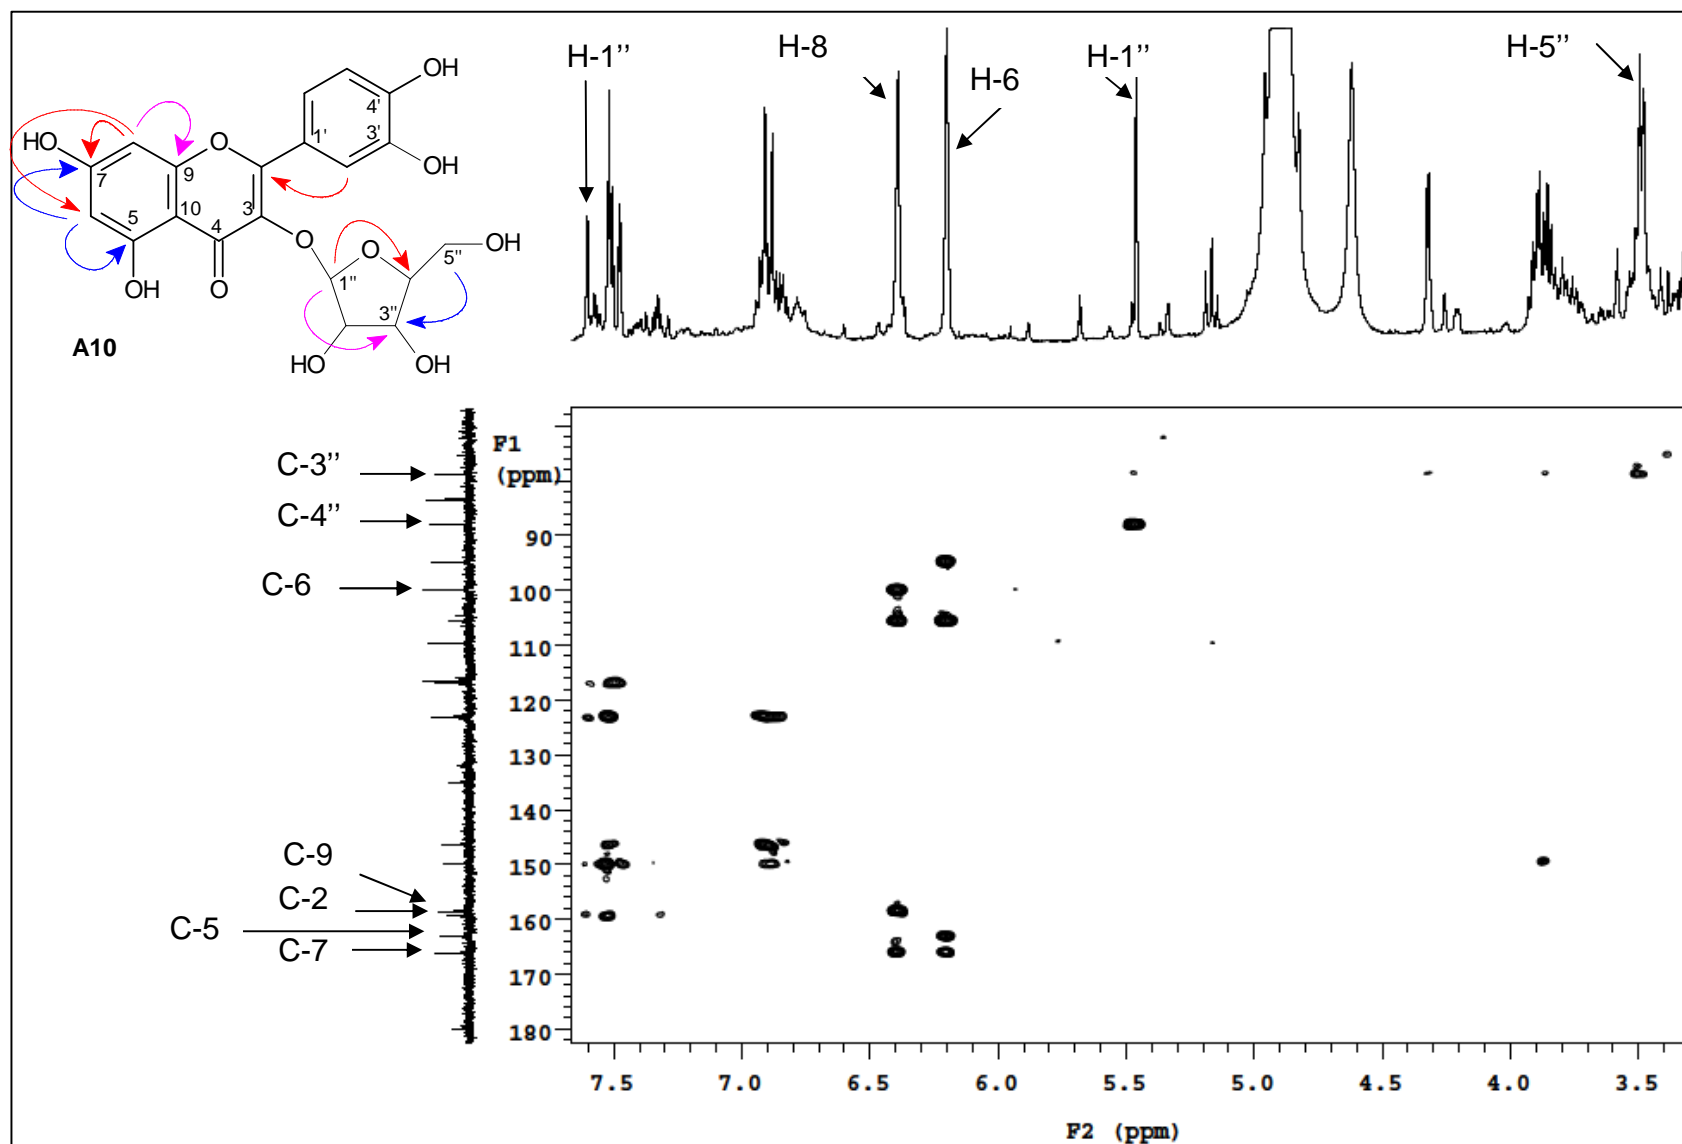 H-1’’
H-8
H-6
H-1’’
H-5’’
OH
4'
3'
OH
1'
HO
7
O
9
5
10
4
3
OH
O
O
O
OH
5''
1''
3''
HO
OH
A10
C-3’’
C-4’’
C-6
C-9
C-2
C-5
C-7
F1
(ppm)
90
100
110
120
130
140
150
160
170
180
7.5 7.0 6.5 6.0 5.5 5.0 4.5 4.0 3.5
F2 (ppm)